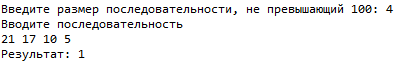 Введите размер последовательности, не превышающий 100: 4
Вводите последовательность
21 17 10 5
Результат: 1